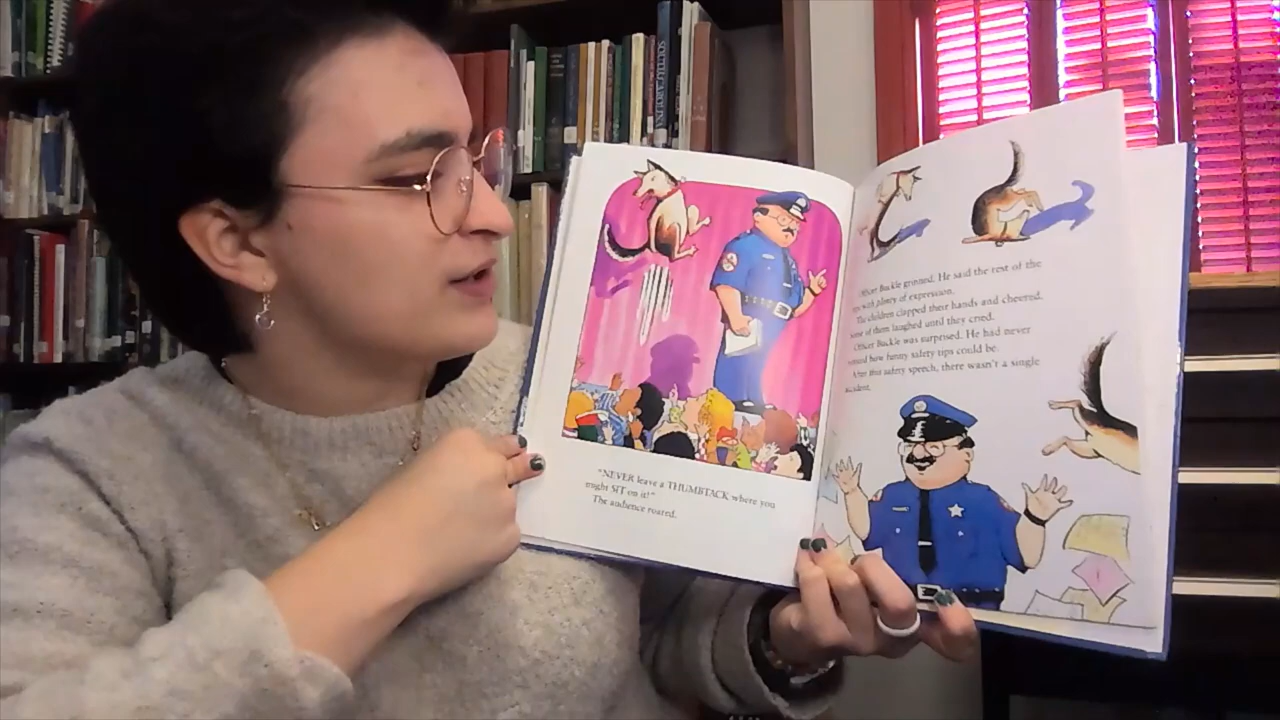 SOUTH CAROLINA
"NEVER leave a THUMBTACK where you
might SIT on it!"
The audience roared.
Officer Buckle grinned. He said the rest of the
with plenty of expression.
The children clapped their hands and cheered.
of them laughed until they cried.
Officer Buckle was surprised. He had never
how funny safety tips could be.
After this safety speech, there wasn't a single
accident.